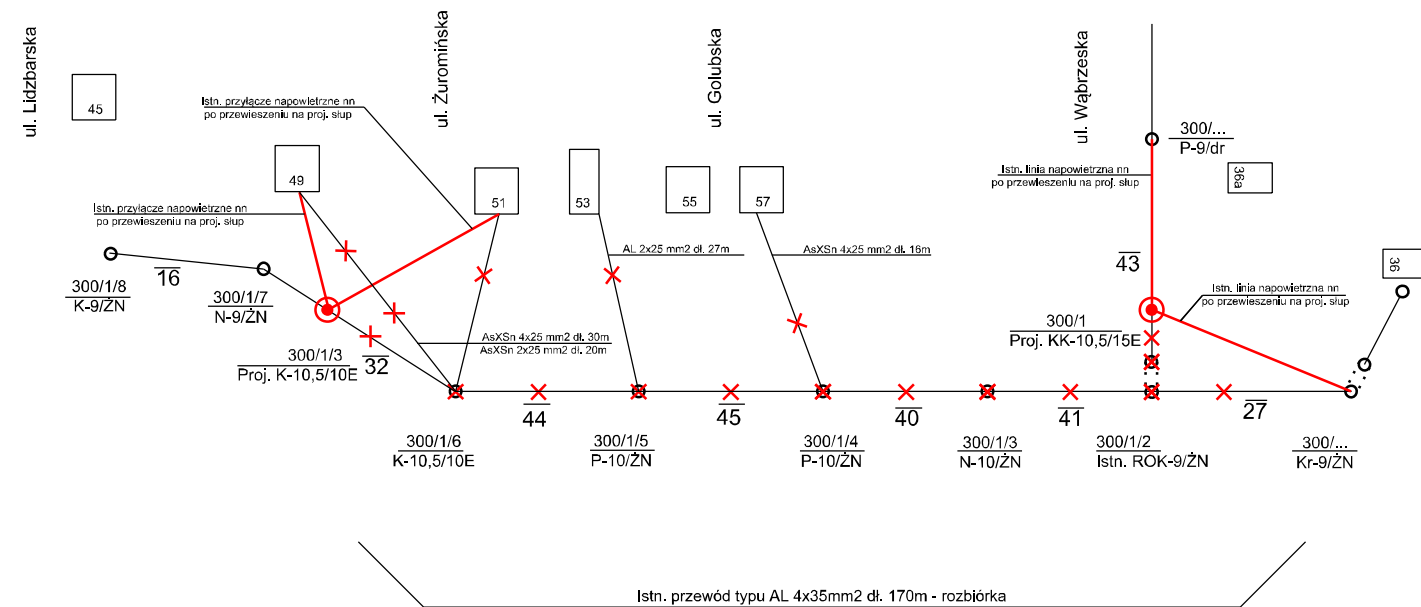 ul. Lidzbarska
ul. Żuromińska
ul. Golubska
ul. Wąbrzeska
45
Istn. przyłącze napowietrzne nn
po przewieszeniu na proj. słup
49
51
53
55
57
300/...
P-9/dr
Istn. linia napowietrzna nn
po przewieszeniu na proj. słup
36a
Istn. przyłącze napowietrzne nn
po przewieszeniu na proj. słup
AL 2x25 mm2 dł. 27m
AsXSn 4x25 mm2 dł. 16m
43
36
16
300/1/8
K-9/ŻN
300/1/7
N-9/ŻN
Istn. linia napowietrzna nn
po przewieszeniu na proj. słup
300/1
Proj. KK-10,5/15E
AsXSn 4x25 mm2 dł. 30m
AsXSn 2x25 mm2 dł. 20m
300/1/3
Proj. K-10,5/10E
32
44
45
40
41
27
300/1/6
K-10,5/10E
300/1/5
P-10/ŻN
300/1/4
P-10/ŻN
300/1/3
N-10/ŻN
300/1/2
Istn. ROK-9/ŻN
300/...
Kr-9/ŻN
Istn. przewód typu AL 4x35mm2 dł. 170m - rozbiórka